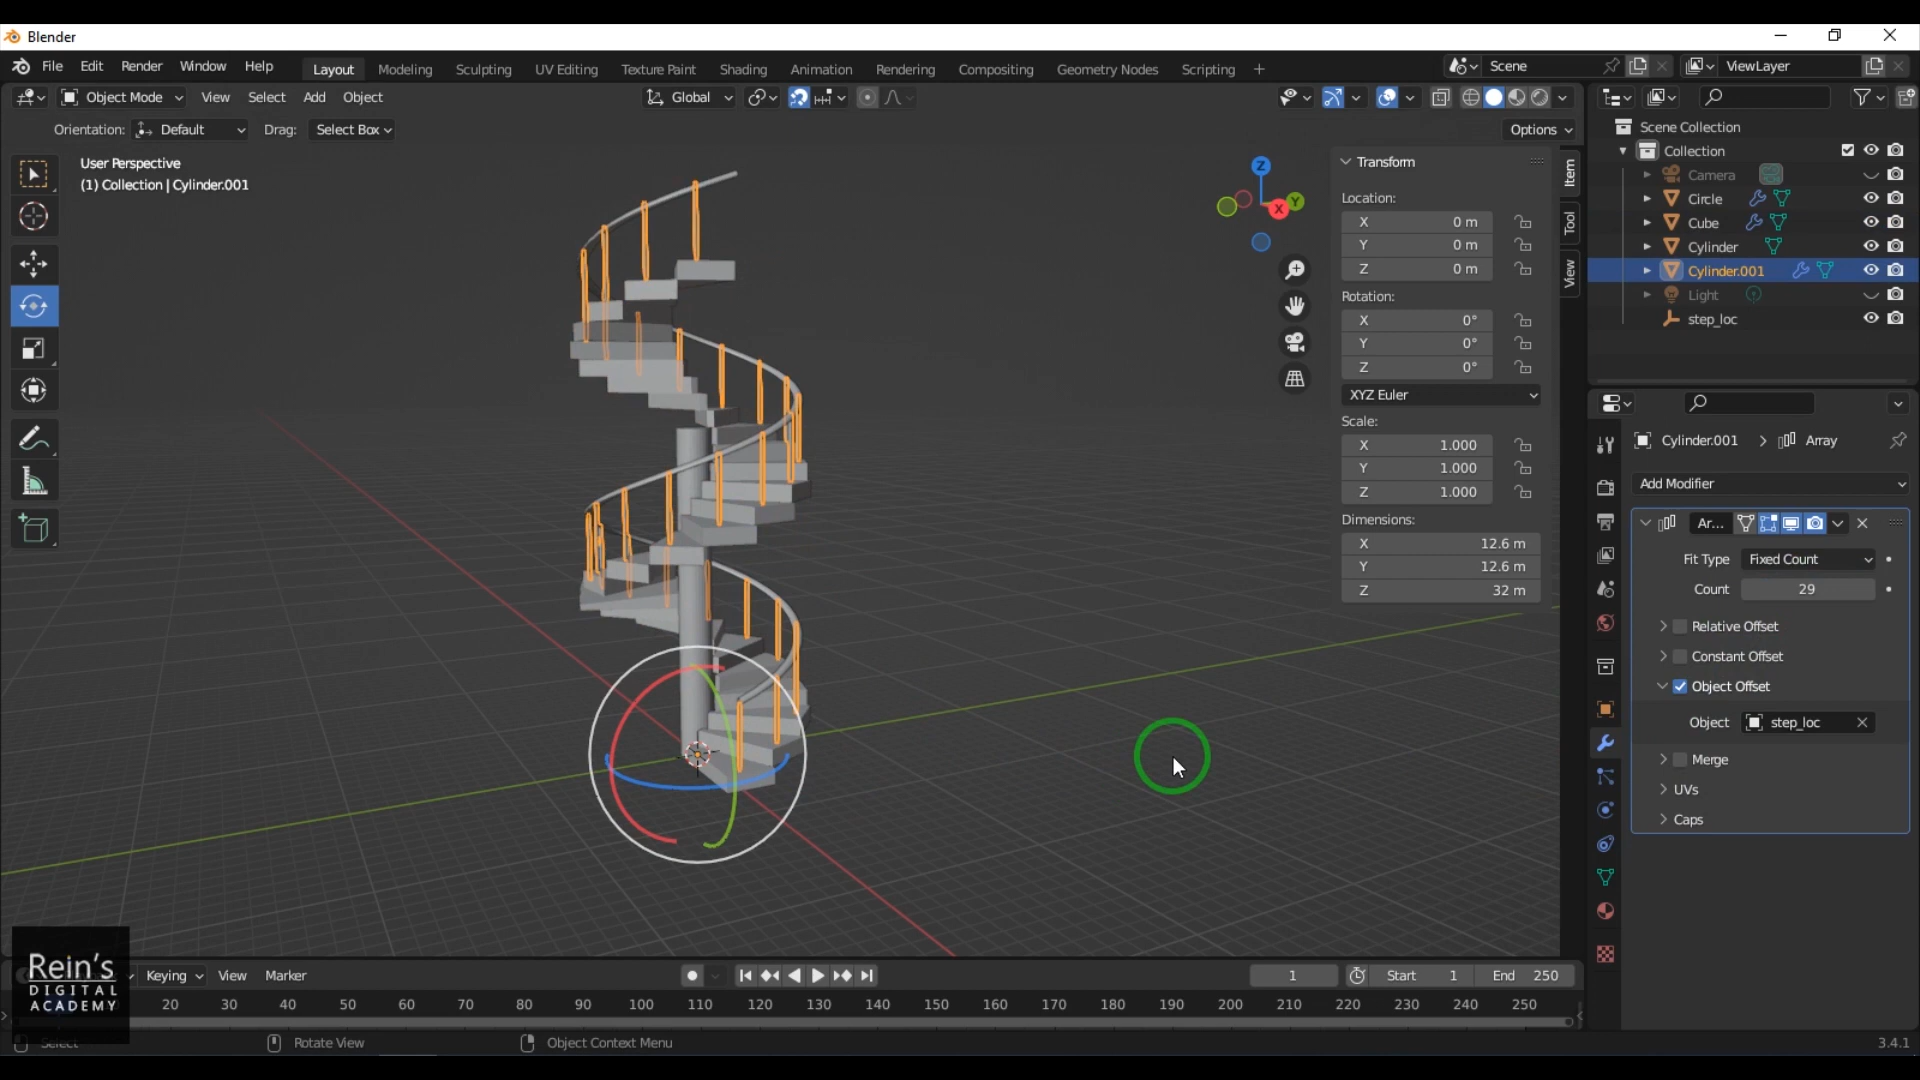 Blender
File Edit Render Window Help Layout Modeling Sculpting UV Editing Texture Paint Shading Animation Rendering Compositing Geometry Nodes Scripting + Scene ViewLayer
Object Mode View Select Add Object Global
Orientation: Default Drag: Select Box Options
User Perspective
(1) Collection | Cylinder.001
Z
Y
X
Transform
Location:
X 0 m
Y 0 m
Z 0 m
Rotation:
X 0°
Y 0°
Z 0°
XYZ Euler
Scale:
X 1.000
Y 1.000
Z 1.000
Dimensions:
X 12.6 m
Y 12.6 m
Z 32 m
Item
Tool
View
Scene Collection
Collection
Camera
Circle
Cube
Cylinder
Cylinder.001
Light
step_loc
Cylinder.001 > Array
Add Modifier
Ar...
Fit Type Fixed Count
Count 29
Relative Offset
Constant Offset
Object Offset
Object step_loc
Merge
UVs
Caps
Rein's
DIGITAL
ACADEMY
Keying View Marker 1 Start 1 End 250
20 30 40 50 60 70 80 90 100 110 120 130 140 150 160 170 180 190 200 210 220 230 240 250
Select Rotate View Object Context Menu 3.4.1